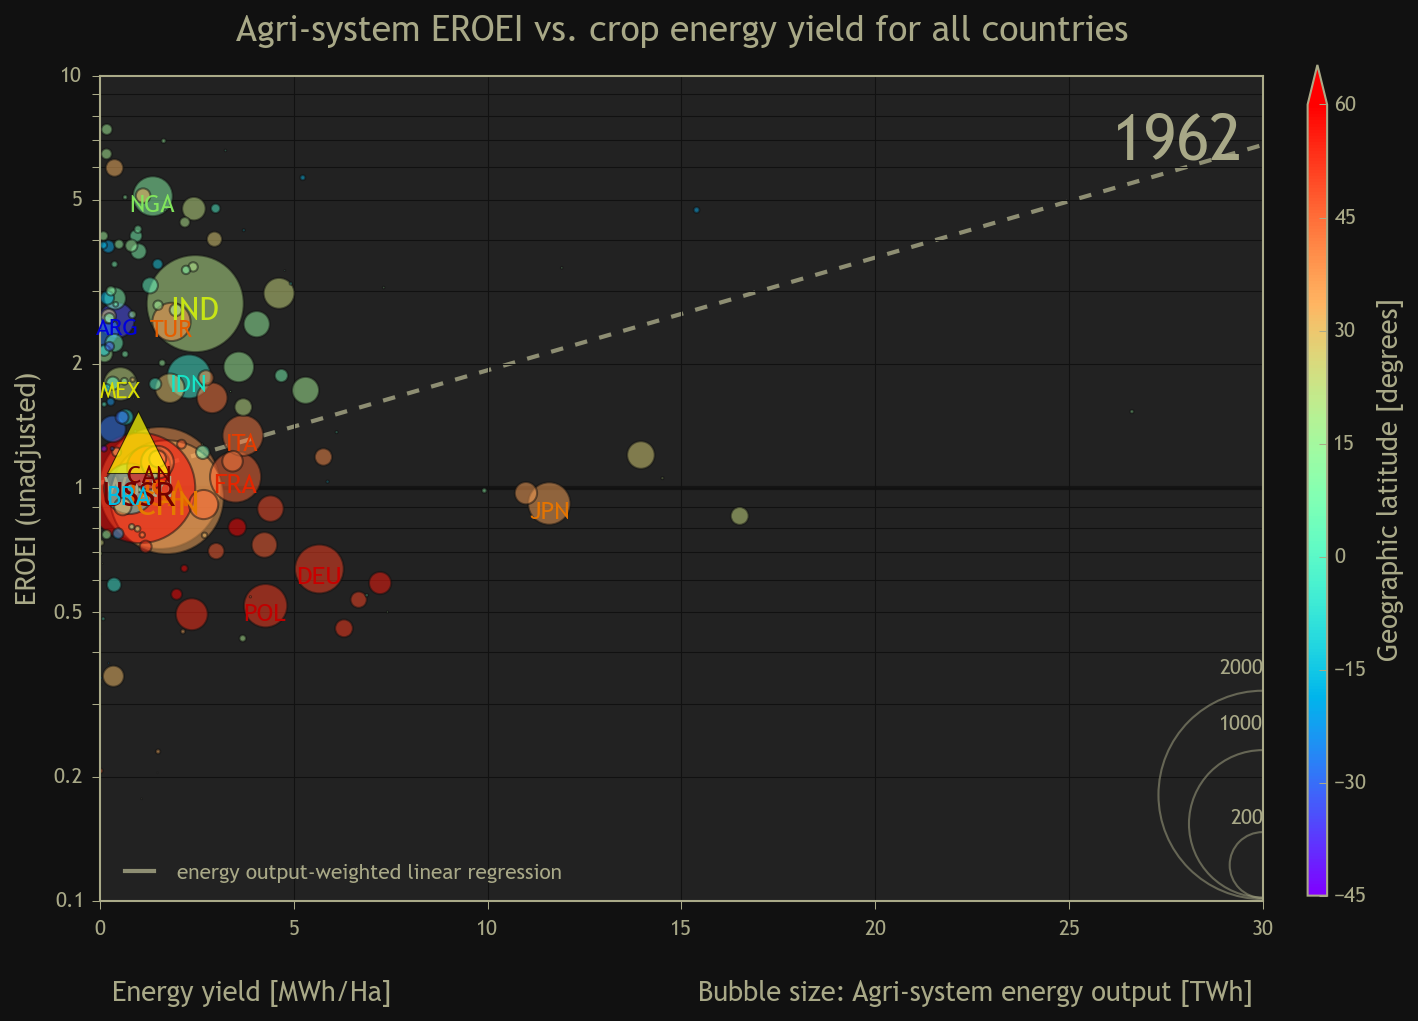 Agri-system EROEI vs. crop energy yield for all countries
1962
10
5
2
1
0.5
0.2
0.1
EROEI (unadjusted)
NGA
IND
ARG
TUR
IDN
MEX
ITA
CAN
FRA
BRA
CHN
JPN
DEU
POL
2000
1000
200
energy output-weighted linear regression
0 5 10 15 20 25 30
Energy yield [MWh/Ha]
Bubble size: Agri-system energy output [TWh]
60
45
30
15
0
−15
−30
−45
Geographic latitude [degrees]